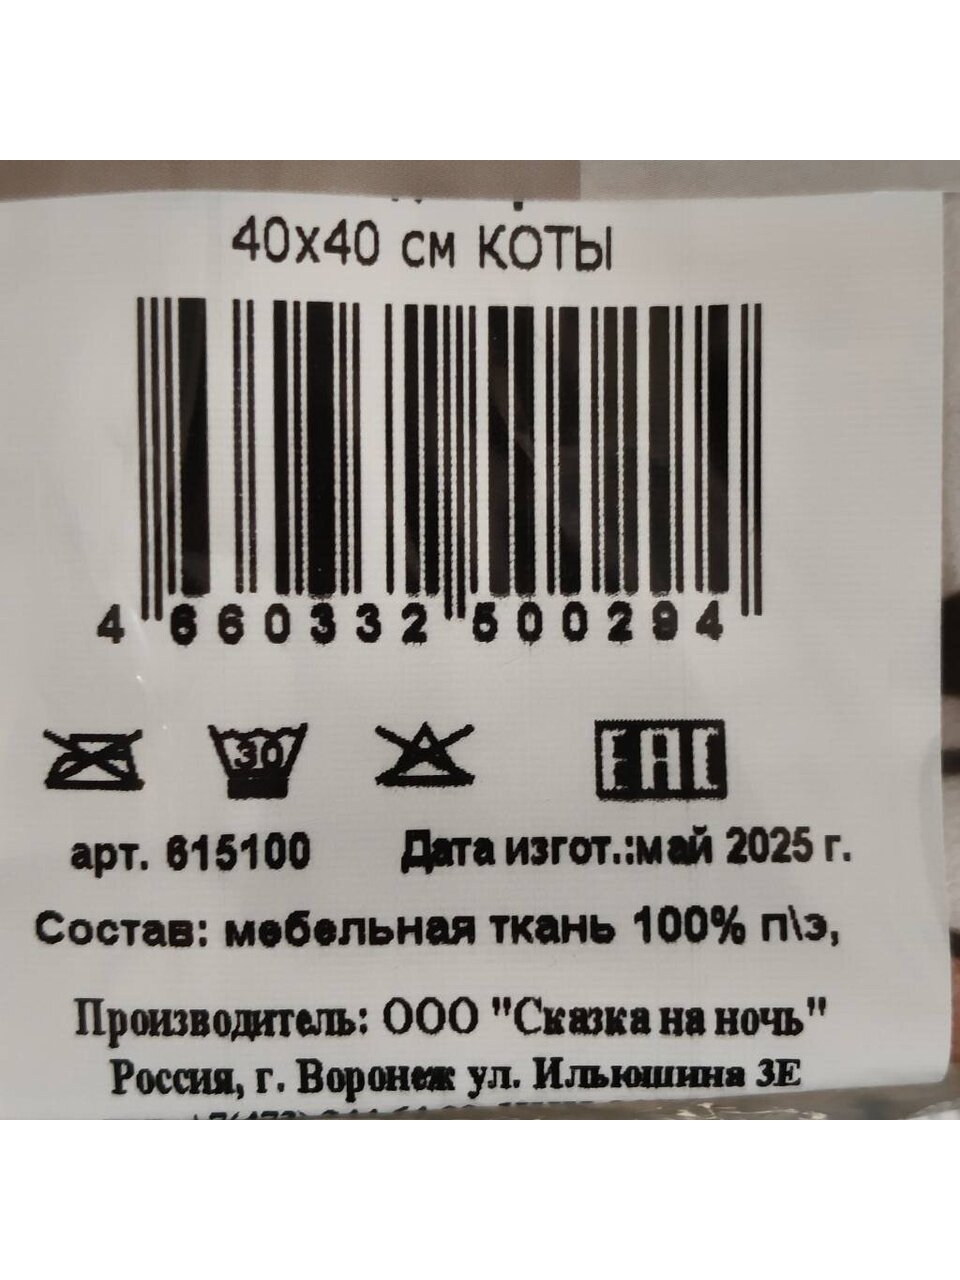 40х40 см КОТЫ
4 660332 500294
30
EAC
арт. 615100 Дата изгот.:май 2025 г.
Состав: мебельная ткань 100% п\э,
Производитель: ООО "Сказка на ночь"
Россия, г. Воронеж ул. Ильюшина 3Е